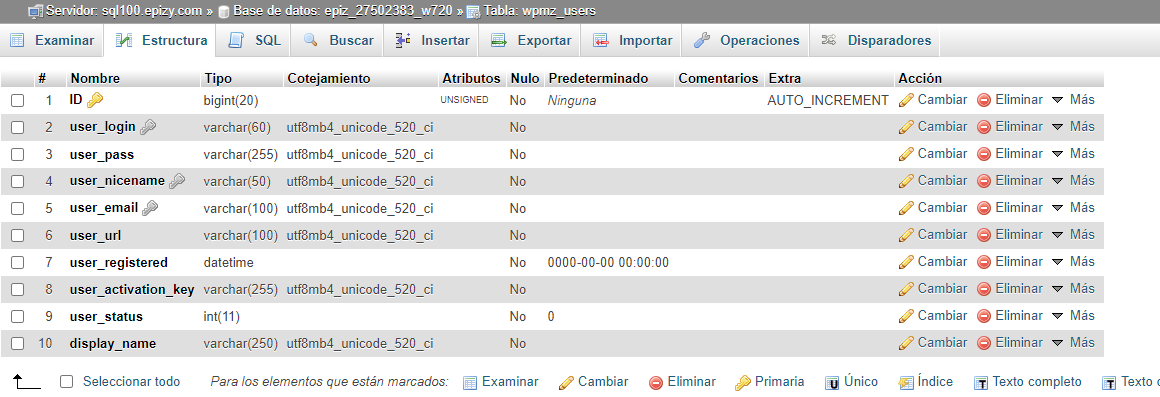 Servidor: sql100.epizy.com » Base de datos: epiz_27502383_w720 » Tabla: wpmz_users
Examinar Estructura SQL Buscar Insertar Exportar Importar Operaciones Disparadores
# Nombre Tipo Cotejamiento Atributos Nulo Predeterminado Comentarios Extra Acción
1 ID bigint(20) UNSIGNED No Ninguna AUTO_INCREMENT Cambiar Eliminar Más
2 user_login varchar(60) utf8mb4_unicode_520_ci No Cambiar Eliminar Más
3 user_pass varchar(255) utf8mb4_unicode_520_ci No Cambiar Eliminar Más
4 user_nicename varchar(50) utf8mb4_unicode_520_ci No Cambiar Eliminar Más
5 user_email varchar(100) utf8mb4_unicode_520_ci No Cambiar Eliminar Más
6 user_url varchar(100) utf8mb4_unicode_520_ci No Cambiar Eliminar Más
7 user_registered datetime No 0000-00-00 00:00:00 Cambiar Eliminar Más
8 user_activation_key varchar(255) utf8mb4_unicode_520_ci No Cambiar Eliminar Más
9 user_status int(11) No 0 Cambiar Eliminar Más
10 display_name varchar(250) utf8mb4_unicode_520_ci No Cambiar Eliminar Más
Seleccionar todo Para los elementos que están marcados: Examinar Cambiar Eliminar Primaria Único Índice Texto completo Texto c